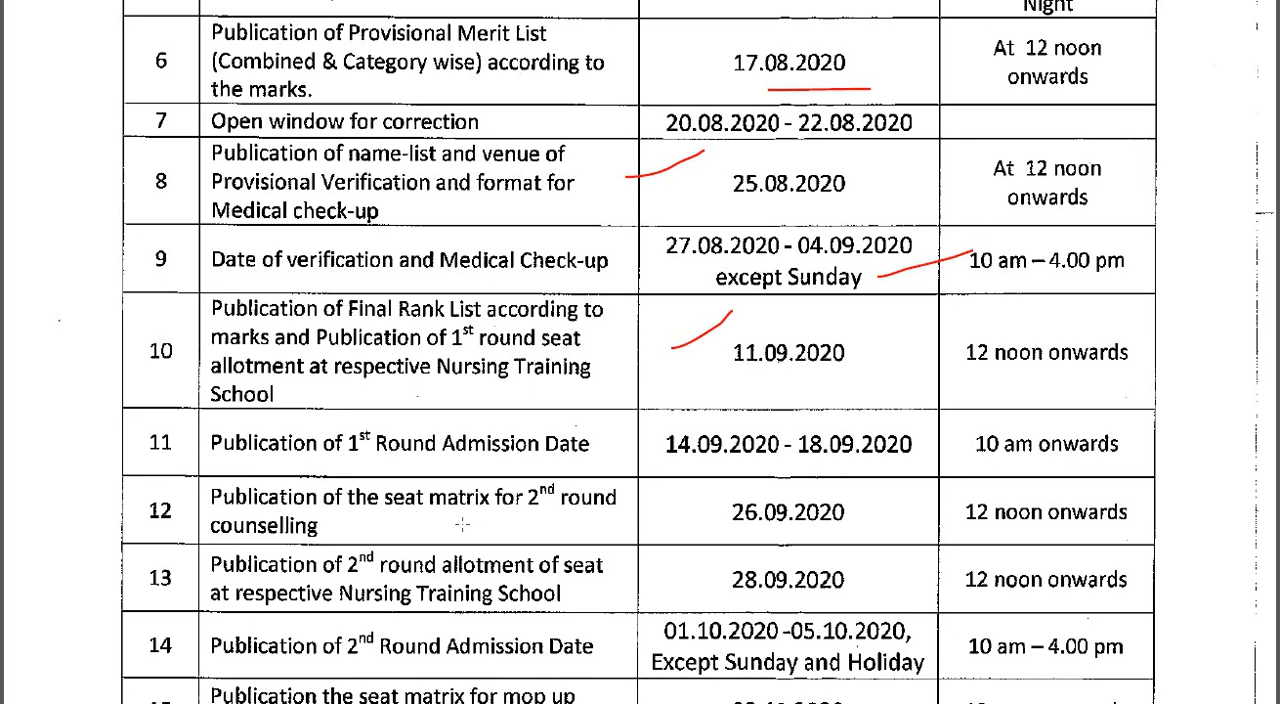 Night
6
Publication of Provisional Merit List
(Combined & Category wise) according to
the marks.
17.08.2020
At 12 noon
onwards
7
Open window for correction
20.08.2020 - 22.08.2020
8
Publication of name-list and venue of
Provisional Verification and format for
Medical check-up
25.08.2020
At 12 noon
onwards
9
Date of verification and Medical Check-up
27.08.2020 - 04.09.2020
except Sunday
10 am – 4.00 pm
10
Publication of Final Rank List according to
marks and Publication of 1st round seat
allotment at respective Nursing Training
School
11.09.2020
12 noon onwards
11
Publication of 1st Round Admission Date
14.09.2020 - 18.09.2020
10 am onwards
12
Publication of the seat matrix for 2nd round
counselling
26.09.2020
12 noon onwards
13
Publication of 2nd round allotment of seat
at respective Nursing Training School
28.09.2020
12 noon onwards
14
Publication of 2nd Round Admission Date
01.10.2020 -05.10.2020,
Except Sunday and Holiday
10 am – 4.00 pm
Publication the seat matrix for mop up